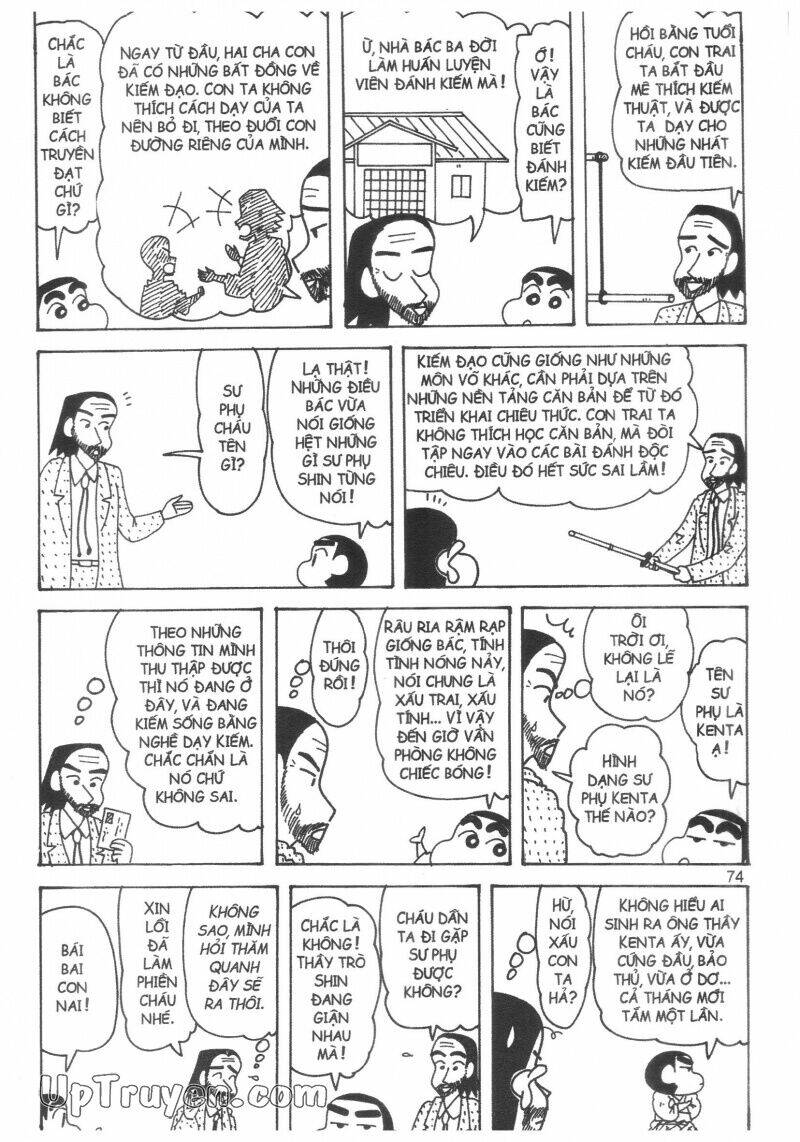 HỒI BẰNG TUỔI
CHÁU, CON TRAI
TA BẮT ĐẦU
MÊ THÍCH KIẾM
THUẬT, VÀ ĐƯỢC
TA DẠY CHO
NHỮNG NHÁT
KIẾM ĐẦU TIÊN.
Ớ!
VẬY
LÀ
BÁC
CŨNG
BIẾT
ĐÁNH
KIẾM?
Ừ, NHÀ BÁC BA ĐỜI
LÀM HUẤN LUYỆN
VIÊN ĐÁNH KIẾM MÀ!
NGAY TỪ ĐẦU, HAI CHA CON
ĐÃ CÓ NHỮNG BẤT ĐỒNG VỀ
KIẾM ĐẠO. CON TA KHÔNG
THÍCH CÁCH DẠY CỦA TA
NÊN BỎ ĐI, THEO ĐUỔI CON
ĐƯỜNG RIÊNG CỦA MÌNH.
CHẮC
LÀ
BÁC
KHÔNG
BIẾT
CÁCH
TRUYỀN
ĐẠT
CHỨ
GÌ?
KIẾM ĐẠO CŨNG GIỐNG NHƯ NHỮNG
MÔN VÕ KHÁC, CẦN PHẢI DỰA TRÊN
NHỮNG NỀN TẢNG CĂN BẢN ĐỂ TỪ ĐÓ
TRIỂN KHAI CHIÊU THỨC. CON TRAI TA
KHÔNG THÍCH HỌC CĂN BẢN, MÀ ĐÒI
TẬP NGAY VÀO CÁC BÀI ĐÁNH ĐỘC
CHIÊU. ĐIỀU ĐÓ HẾT SỨC SAI LẦM!
LẠ THẬT!
NHỮNG ĐIỀU
BÁC VỪA
NÓI GIỐNG
HỆT NHỮNG
GÌ SƯ PHỤ
SHIN TỪNG
NÓI!
SƯ
PHỤ
CHÁU
TÊN
GÌ?
TÊN
SƯ
PHỤ LÀ
KENTA
Ạ!
ÔI
TRỜI ƠI,
KHÔNG LẼ
LẠI LÀ
NÓ?
HÌNH
DẠNG SƯ
PHỤ KENTA
THẾ NÀO?
RÂU RIA RẬM RẠP
GIỐNG BÁC, TÍNH
TÌNH NÓNG NẢY,
NÓI CHUNG LÀ
XẤU TRAI, XẤU
TÍNH... VÌ VẬY
ĐẾN GIỜ VẪN
PHÒNG KHÔNG
CHIẾC BÓNG!
THÔI
ĐÚNG
RỒI!
THEO NHỮNG
THÔNG TIN MÌNH
THU THẬP ĐƯỢC
THÌ NÓ ĐANG Ở
ĐÂY, VÀ ĐANG
KIẾM SỐNG BẰNG
NGHỀ DẠY KIẾM.
CHẮC CHẮN LÀ
NÓ CHỨ
KHÔNG SAI.
74
KHÔNG HIỂU AI
SINH RA ÔNG THẦY
KENTA ẤY, VỪA
CỨNG ĐẦU, BẢO
THỦ, VỪA Ở DƠ...
CẢ THÁNG MỚI
TẮM MỘT LẦN.
HỪ,
NÓI
XẤU
CON
TA
HẢ?
CHÁU DẪN
TA ĐI GẶP
SƯ PHỤ
ĐƯỢC
KHÔNG?
CHẮC LÀ
KHÔNG!
THẦY TRÒ
SHIN
ĐANG
GIẬN
NHAU
MÀ!
KHÔNG
SAO, MÌNH
HỎI THĂM
QUANH
ĐÂY SẼ
RA THÔI.
XIN
LỖI
ĐÃ
LÀM
PHIỀN
CHÁU
NHÉ.
BÁI
BAI
CON
NAI!
UpTruyen.com